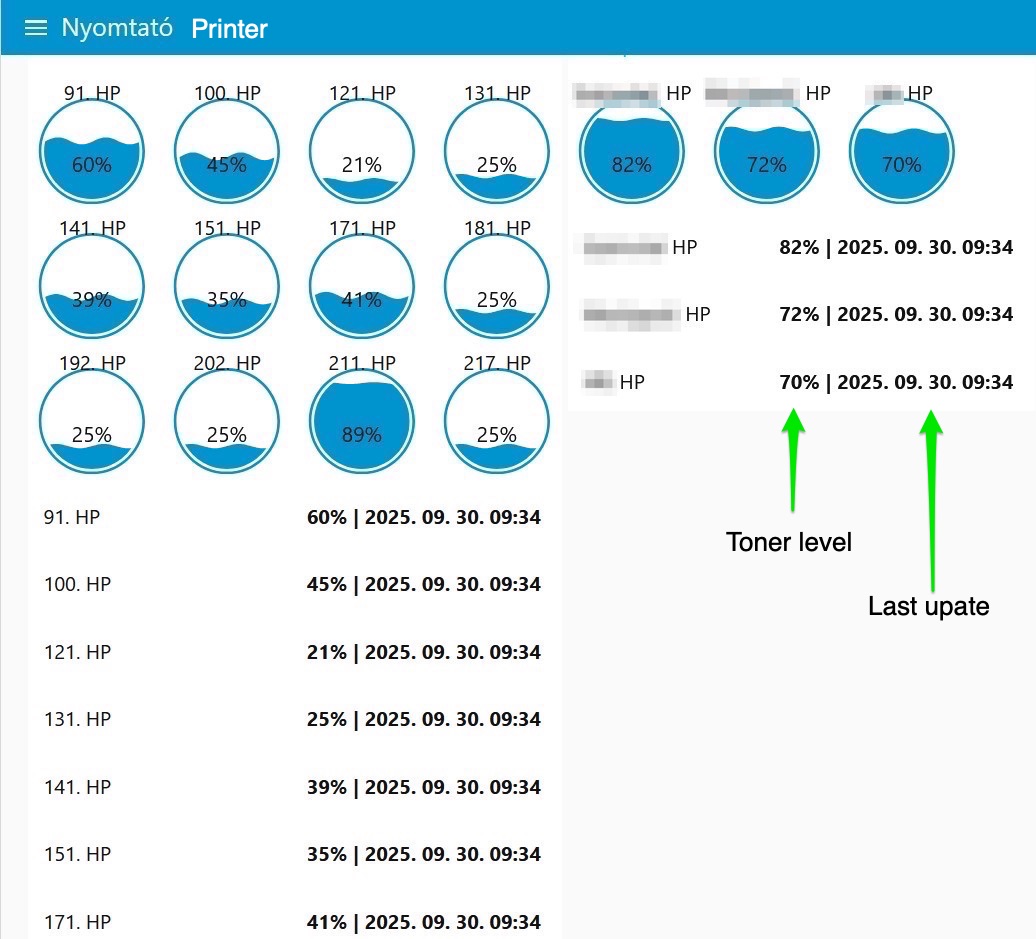 Nyomtató Printer
91. HP 100. HP 121. HP 131. HP
60% 45% 21% 25%
141. HP 151. HP 171. HP 181. HP
39% 35% 41% 25%
192. HP 202. HP 211. HP 217. HP
25% 25% 89% 25%
91. HP 60% | 2025. 09. 30. 09:34
100. HP 45% | 2025. 09. 30. 09:34
121. HP 21% | 2025. 09. 30. 09:34
131. HP 25% | 2025. 09. 30. 09:34
141. HP 39% | 2025. 09. 30. 09:34
151. HP 35% | 2025. 09. 30. 09:34
171. HP 41% | 2025. 09. 30. 09:34
HP HP HP
82% 72% 70%
HP 82% | 2025. 09. 30. 09:34
HP 72% | 2025. 09. 30. 09:34
HP 70% | 2025. 09. 30. 09:34
Toner level
Last upate